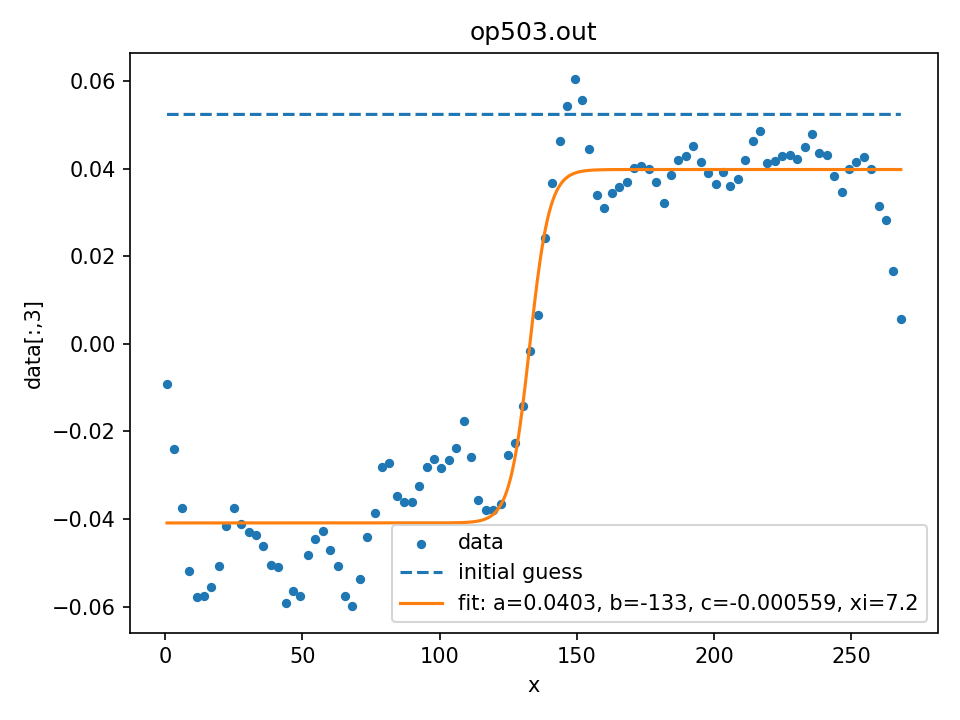 op503.out
0.06
0.04
0.02
0.00
−0.02
−0.04
−0.06
data[:,3]
data
initial guess
fit: a=0.0403, b=-133, c=-0.000559, xi=7.2
0 50 100 150 200 250
x